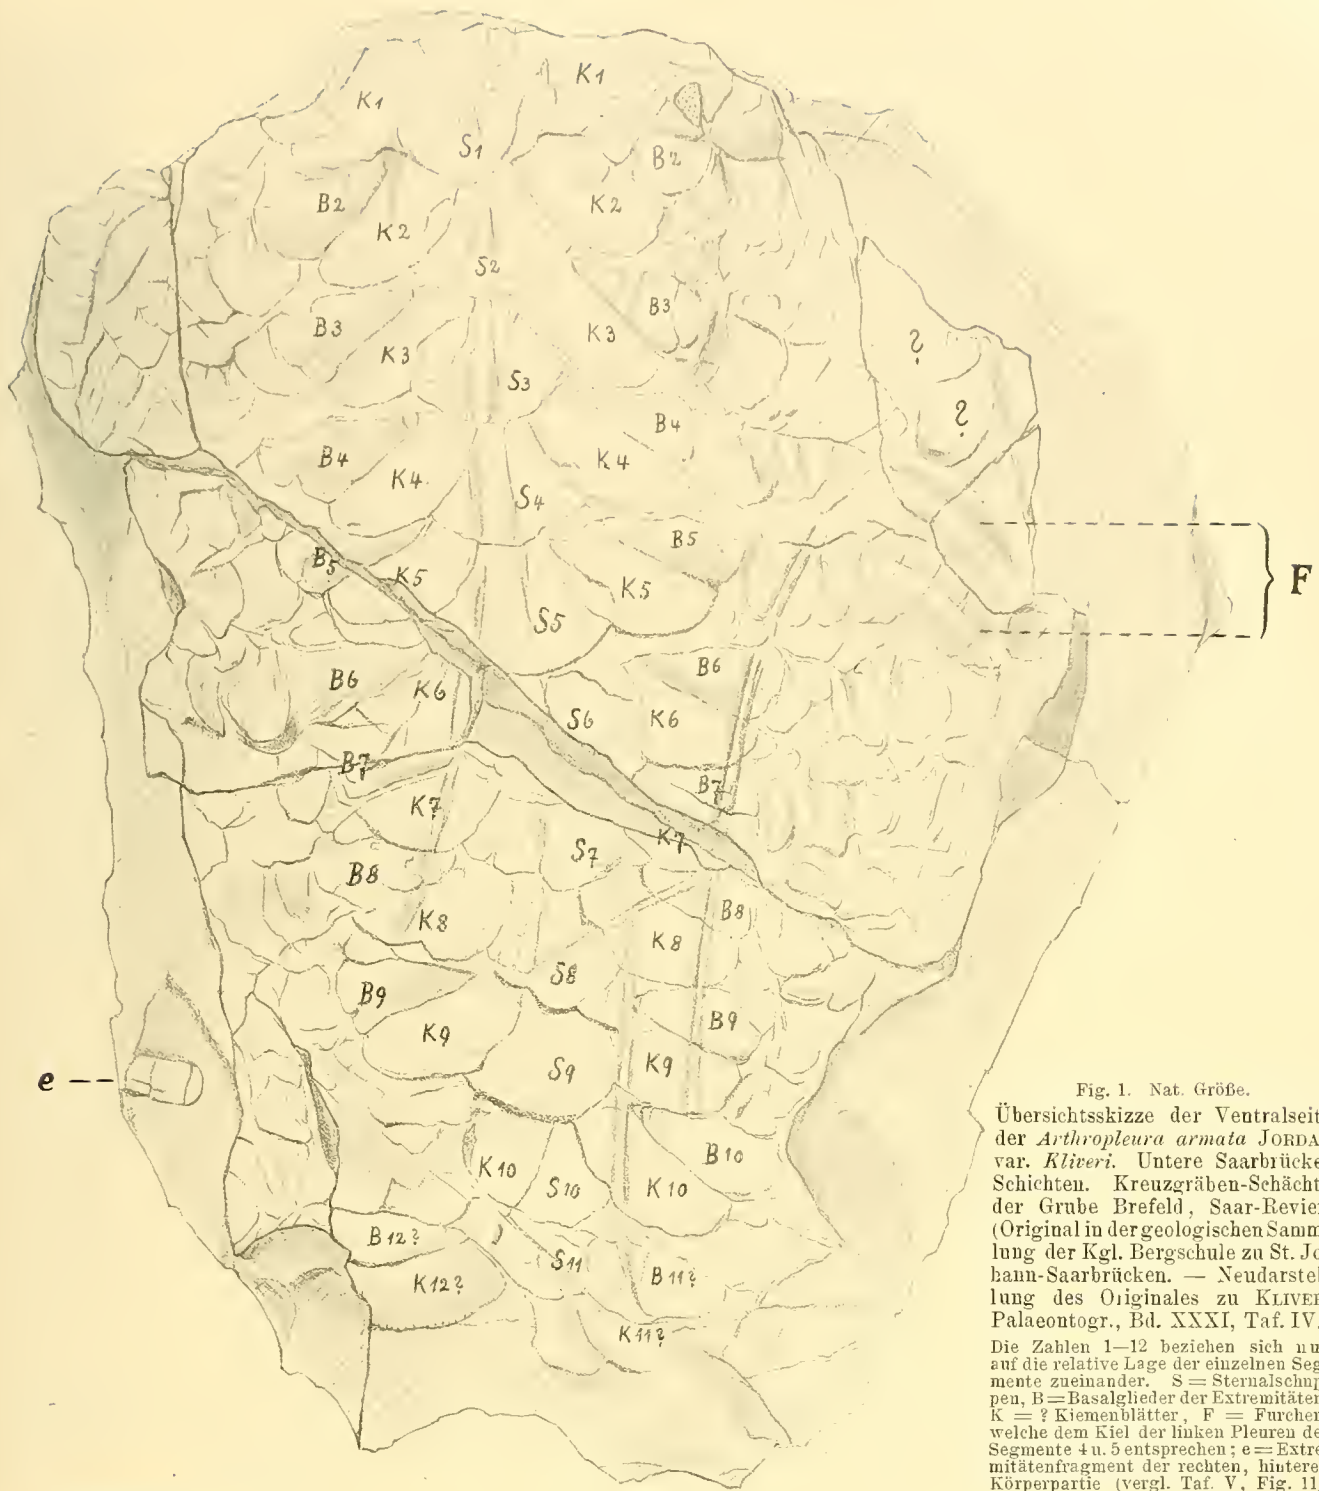 K1 K1
S1 B2
B2 K2
K2
S2
B3 B3
K3 K3 ?
S3
B4 ?
B4 K4
K4 S4
B5
B5 K5 K5 F
S5
B6 B6
K6 S6 K6
B7 B7
K7 K7
S7
B8 B8
K8 K8
S8
B9 B9
K9 K9
e S9
B10
K10 S10 K10
B12?
S11 B11?
K12?
K11?
Fig. 1. Nat. Größe.
Übersichtsskizze der Ventralseit
der Arthropleura armata JORDA
var. Kliveri. Untere Saarbrücke
Schichten. Kreuzgräben-Schächt
der Grube Brefeld, Saar-Revie
(Original in der geologischen Samm
lung der Kgl. Bergschule zu St. Jo
hann-Saarbrücken. — Neudarstel
lung des Originales zu KLIVER
Palaeontogr., Bd. XXXI, Taf. IV.
Die Zahlen 1—12 beziehen sich nu
auf die relative Lage der einzelnen Seg
mente zueinander. S = Sternalschup
pen, B = Basalglieder der Extremitäten
K = ? Kiemenblätter, F = Furchen
welche dem Kiel der linken Pleuren de
Segmente 4 u. 5 entsprechen; e = Extre
mitätenfragment der rechten, hintere
Körperpartie (vergl. Taf. V, Fig. 11